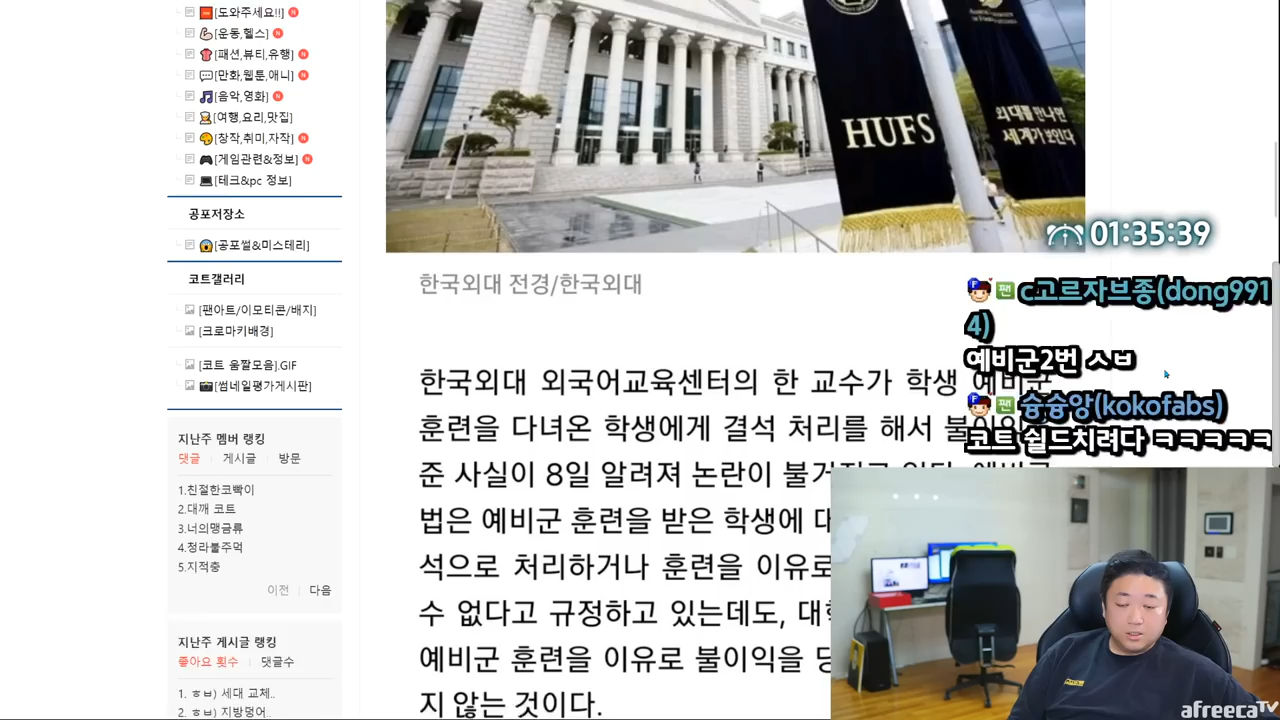 [도와주세요!!] N
[운동,헬스] N
[패션,뷰티,유행] N
[만화,웹툰,애니] N
[음악,영화] N
[여행,요리,맛집]
[창작,취미,자작] N
[게임관련&정보] N
[테크&pc 정보]
공포저장소
[공포썰&미스테리]
코트갤러리
[팬아트/이모티콘/배지]
[크로마키배경]
[코트 움짤모음].GIF
[썸네일평가게시판]
지난주 멤버 랭킹
댓글 게시글 방문
1.친절한코빡이
2.대깨 코트
3.너의맹금류
4.청라불주먹
5.지적충
이전 다음
지난주 게시글 랭킹
좋아요 횟수 댓글수
1. ㅎㅂ) 세대 교체..
2. ㅎㅂ) 지방덩어..
HUFS
외대를 만나면
세계가 보인다
한국외대 전경/한국외대
한국외대 외국어교육센터의 한 교수가 학생 예비군
훈련을 다녀온 학생에게 결석 처리를 해서 불이익
준 사실이 8일 알려져 논란이
법은 예비군 훈련을 받은 학생에
석으로 처리하거나 훈련을 이유로
수 없다고 규정하고 있는데도,
예비군 훈련을 이유로 불이익을
지 않는 것이다.
01:35:39
F 팬 c고르자브종(dong991
4)
예비군2번 ㅅㅂ
F 팬 슝슝앙(kokofabs)
코트 쉴드치려다 ㅋㅋㅋㅋㅋ
afreecaTV